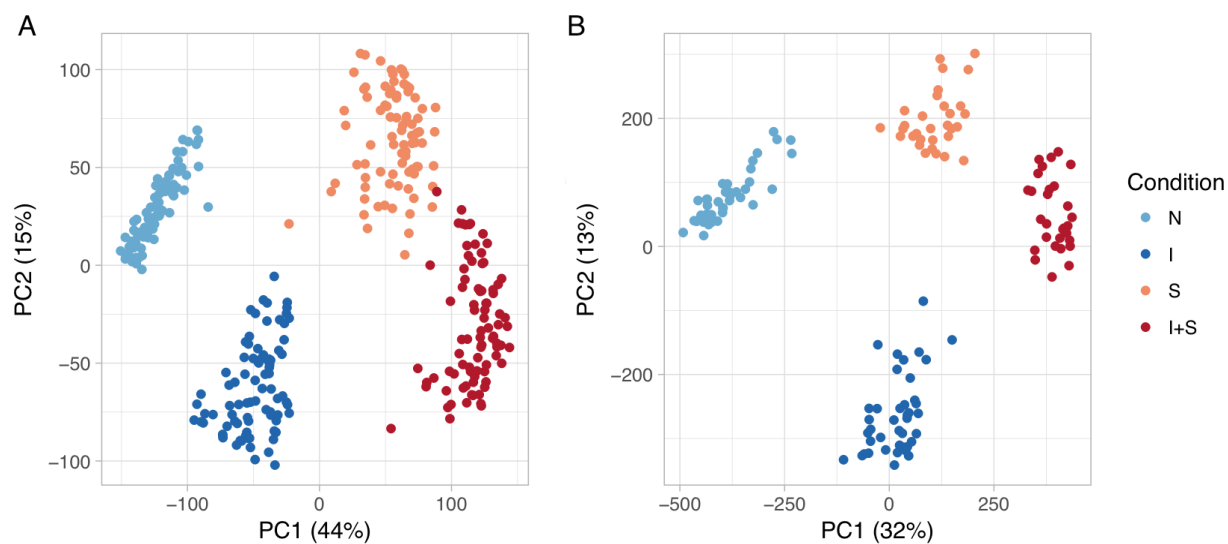 A
B
100
50
0
−50
−100
−100
0
100
PC1 (44%)
PC2 (15%)
200
0
−200
−500
−250
0
250
PC1 (32%)
PC2 (13%)
Condition
N
I
S
I+S